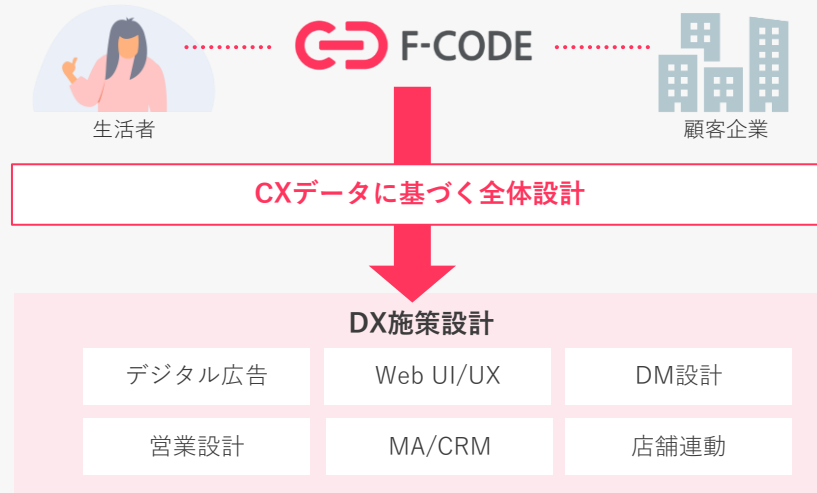 F-CODE
生活者
顧客企業
CXデータに基づく全体設計
DX施策設計
デジタル広告
Web UI/UX
DM設計
営業設計
MA/CRM
店舗連動